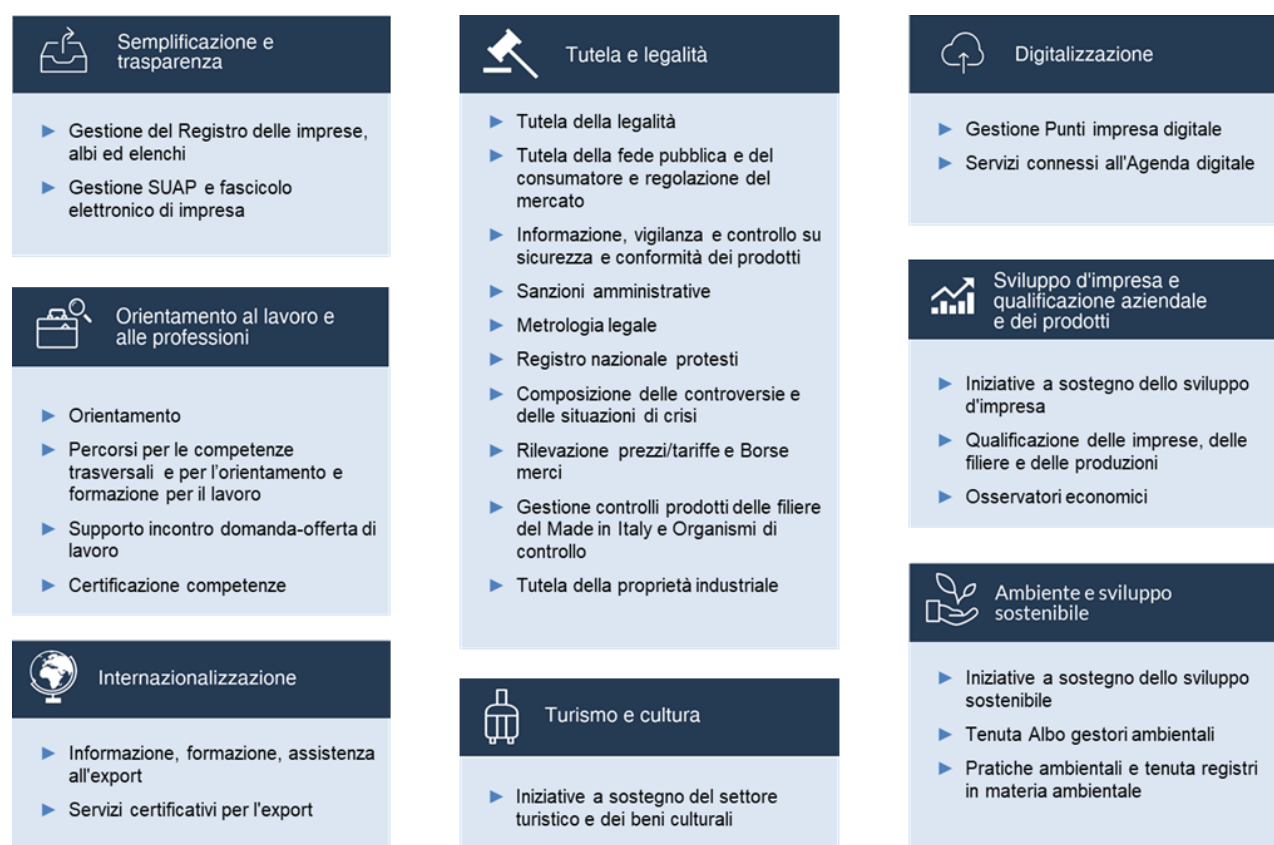 Semplificazione e
trasparenza
Gestione del Registro delle imprese,
albi ed elenchi
Gestione SUAP e fascicolo
elettronico di impresa
Orientamento al lavoro e
alle professioni
Orientamento
Percorsi per le competenze
trasversali e per l'orientamento e
formazione per il lavoro
Supporto incontro domanda-offerta di
lavoro
Certificazione competenze
Internazionalizzazione
Informazione, formazione, assistenza
all'export
Servizi certificativi per l'export
Tutela e legalità
Tutela della legalità
Tutela della fede pubblica e del
consumatore e regolazione del
mercato
Informazione, vigilanza e controllo su
sicurezza e conformità dei prodotti
Sanzioni amministrative
Metrologia legale
Registro nazionale protesti
Composizione delle controversie e
delle situazioni di crisi
Rilevazione prezzi/tariffe e Borse
merci
Gestione controlli prodotti delle filiere
del Made in Italy e Organismi di
controllo
Tutela della proprietà industriale
Turismo e cultura
Iniziative a sostegno del settore
turistico e dei beni culturali
Digitalizzazione
Gestione Punti impresa digitale
Servizi connessi all'Agenda digitale
Sviluppo d'impresa e
qualificazione aziendale
e dei prodotti
Iniziative a sostegno dello sviluppo
d'impresa
Qualificazione delle imprese, delle
filiere e delle produzioni
Osservatori economici
Ambiente e sviluppo
sostenibile
Iniziative a sostegno dello sviluppo
sostenibile
Tenuta Albo gestori ambientali
Pratiche ambientali e tenuta registri
in materia ambientale